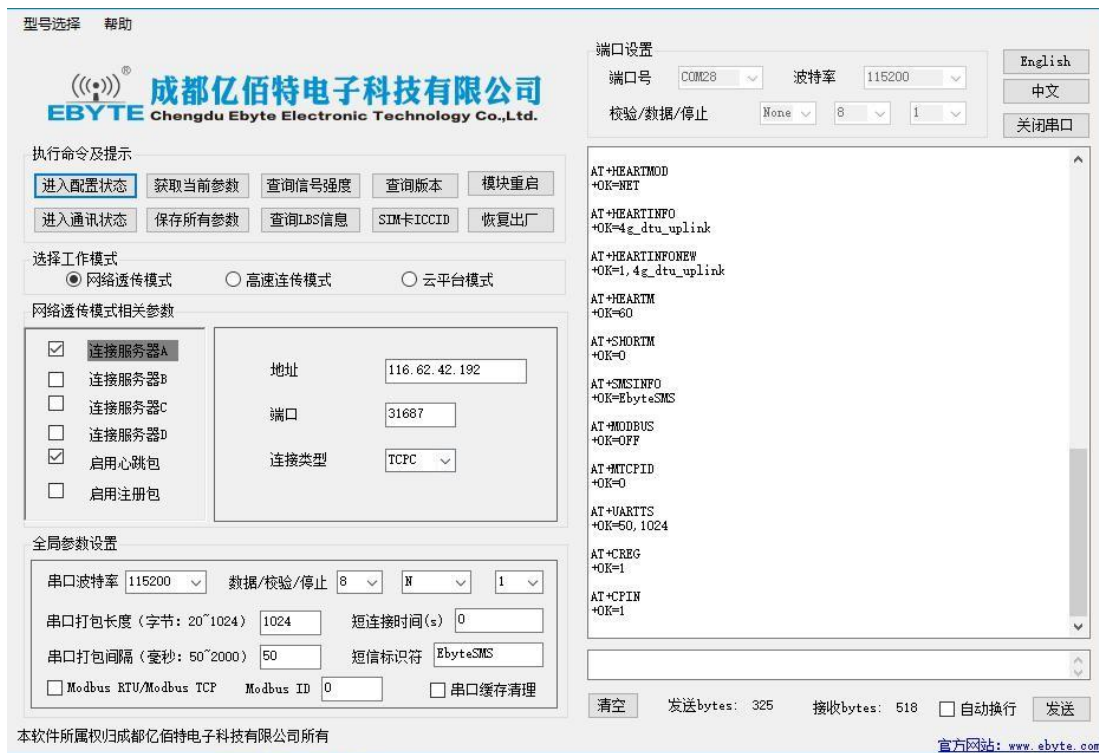 型号选择 帮助
((ⁱ)) ®
成都亿佰特电子科技有限公司
EBYTE Chengdu Ebyte Electronic Technology Co.,Ltd.
端口设置
端口号 COM28 波特率 115200
校验/数据/停止 None 8 1
English
中文
关闭串口
执行命令及提示
进入配置状态 获取当前参数 查询信号强度 查询版本 模块重启
进入通讯状态 保存所有参数 查询LBS信息 SIM卡ICCID 恢复出厂
选择工作模式
网络透传模式 高速连传模式 云平台模式
网络透传模式相关参数
连接服务器A
连接服务器B
连接服务器C
连接服务器D
启用心跳包
启用注册包
地址 116.62.42.192
端口 31687
连接类型 TCPC
全局参数设置
串口波特率 115200 数据/校验/停止 8 N 1
串口打包长度(字节: 20~1024) 1024 短连接时间(s) 0
串口打包间隔(毫秒: 50~2000) 50 短信标识符 EbyteSMS
Modbus RTU/Modbus TCP Modbus ID 0 串口缓存清理
AT+HEARTMOD
+OK=NET
AT+HEARTINFO
+OK=4g_dtu_uplink
AT+HEARTINFONEW
+OK=1,4g_dtu_uplink
AT+HEARTM
+OK=60
AT+SHORTM
+OK=0
AT+SMSINFO
+OK=EbyteSMS
AT+MODBUS
+OK=OFF
AT+MTCPID
+OK=0
AT+UARTTS
+OK=50,1024
AT+CREG
+OK=1
AT+CPIN
+OK=1
清空 发送bytes: 325 接收bytes: 518 自动换行 发送
本软件所属权归成都亿佰特电子科技有限公司所有
官方网站: www.ebyte.com